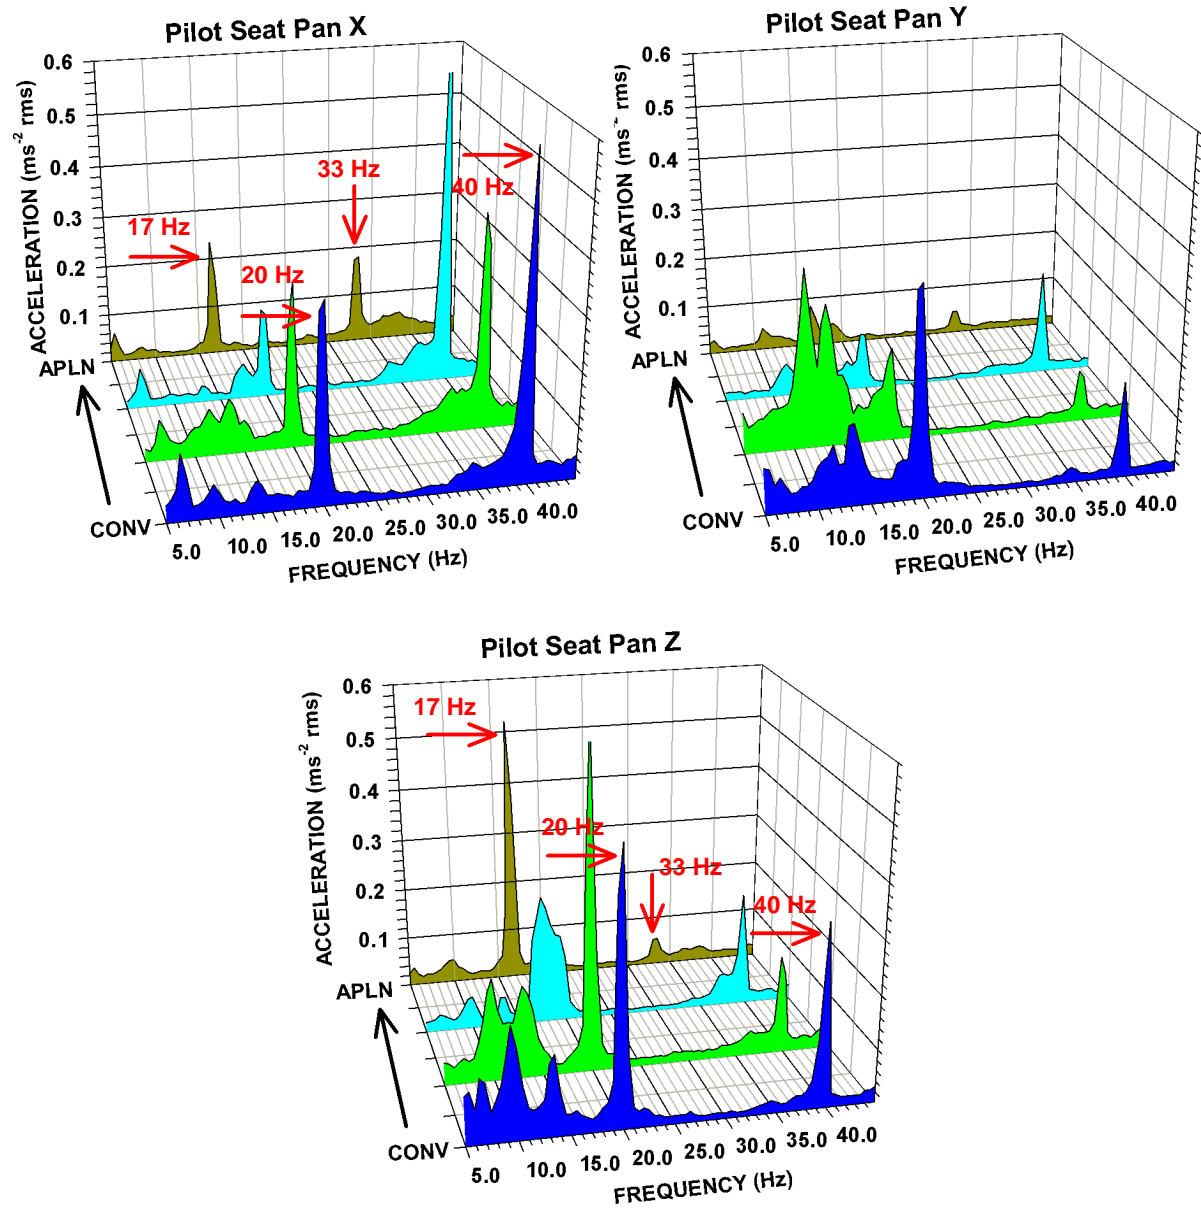 Pilot Seat Pan X
0.6
0.5
0.4
0.3
0.2
0.1
ACCELERATION (ms-2 rms)
17 Hz
20 Hz
33 Hz
40 Hz
APLN
CONV
5.0 10.0 15.0 20.0 25.0 30.0 35.0 40.0
FREQUENCY (Hz)
Pilot Seat Pan Y
0.6
0.5
0.4
0.3
0.2
0.1
ACCELERATION (ms-2 rms)
APLN
CONV
5.0 10.0 15.0 20.0 25.0 30.0 35.0 40.0
FREQUENCY (Hz)
Pilot Seat Pan Z
0.6
0.5
0.4
0.3
0.2
0.1
ACCELERATION (ms-2 rms)
17 Hz
20 Hz
33 Hz
40 Hz
APLN
CONV
5.0 10.0 15.0 20.0 25.0 30.0 35.0 40.0
FREQUENCY (Hz)